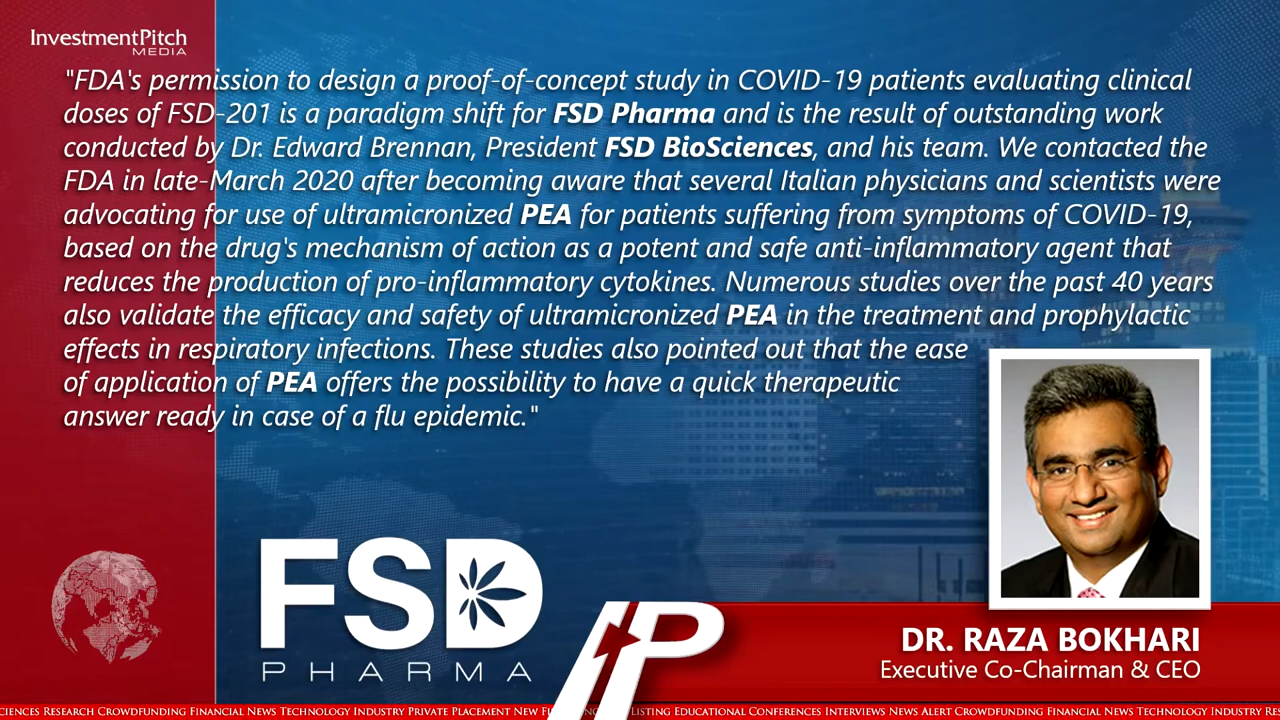 InvestmentPitch
MEDIA
"FDA's permission to design a proof-of-concept study in COVID-19 patients evaluating clinical
doses of FSD-201 is a paradigm shift for FSD Pharma and is the result of outstanding work
conducted by Dr. Edward Brennan, President FSD BioSciences, and his team. We contacted the
FDA in late-March 2020 after becoming aware that several Italian physicians and scientists were
advocating for use of ultramicronized PEA for patients suffering from symptoms of COVID-19,
based on the drug's mechanism of action as a potent and safe anti-inflammatory agent that
reduces the production of pro-inflammatory cytokines. Numerous studies over the past 40 years
also validate the efficacy and safety of ultramicronized PEA in the treatment and prophylactic
effects in respiratory infections. These studies also pointed out that the ease
of application of PEA offers the possibility to have a quick therapeutic
answer ready in case of a flu epidemic."
FSD
PHARMA
IP
DR. RAZA BOKHARI
Executive Co-Chairman & CEO
CIENCES RESEARCH CROWDFUNDING FINANCIAL NEWS TECHNOLOGY INDUSTRY PRIVATE PLACEMENT NEW LISTING EDUCATIONAL CONFERENCES INTERVIEWS NEWS ALERT CROWDFUNDING FINANCIAL NEWS TECHNOLOGY INDUSTRY